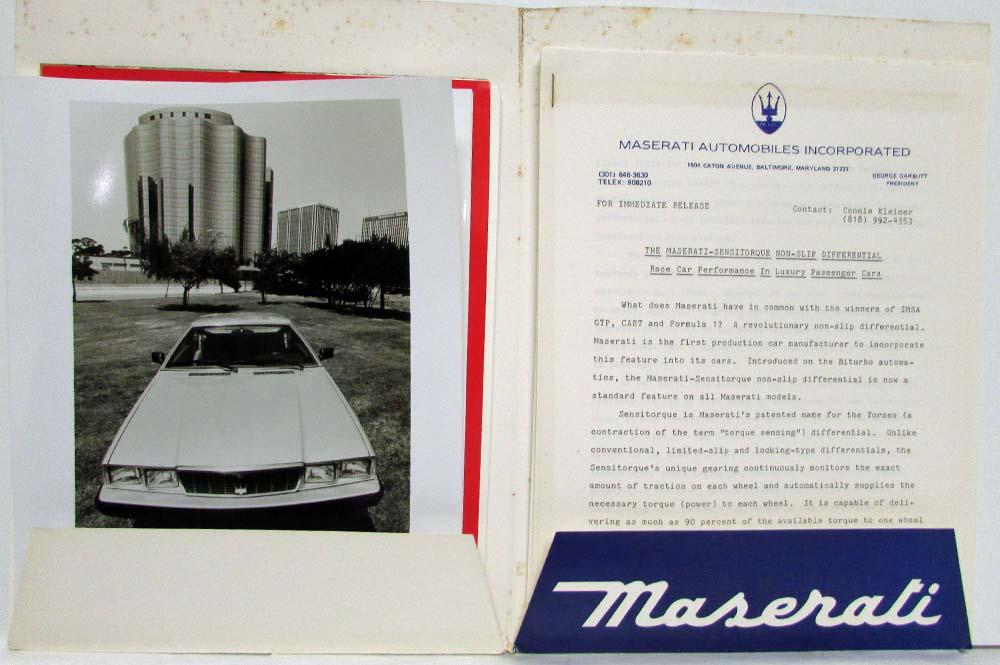 MASERATI AUTOMOBILES INCORPORATED
1501 CATON AVENUE, BALTIMORE, MARYLAND 21227
(301) 646-3630
TELEX: 908210
GEORGE GARBUTT
PRESIDENT
FOR IMMEDIATE RELEASE
Contact: Connie Kleiner
(818) 992-4353
THE MASERATI-SENSITORQUE NON-SLIP DIFFERENTIAL
Race Car Performance In Luxury Passenger Cars
What does Maserati have in common with the winners of IMSA
GTP, CART and Formula 1? A revolutionary non-slip differential.
Maserati is the first production car manufacturer to incorporate
this feature into its cars. Introduced on the Biturbo automa-
tics, the Maserati-Sensitorque non-slip differential is now a
standard feature on all Maserati models.
Sensitorque is Maserati's patented name for the Torsen (a
contraction of the term "torque sensing") differential. Unlike
conventional, limited-slip and locking-type differentials, the
Sensitorque's unique gearing continuously monitors the exact
amount of traction on each wheel and automatically supplies the
necessary torque (power) to each wheel. It is capable of deli-
vering as much as 90 percent of the available torque to one wheel
Maserati